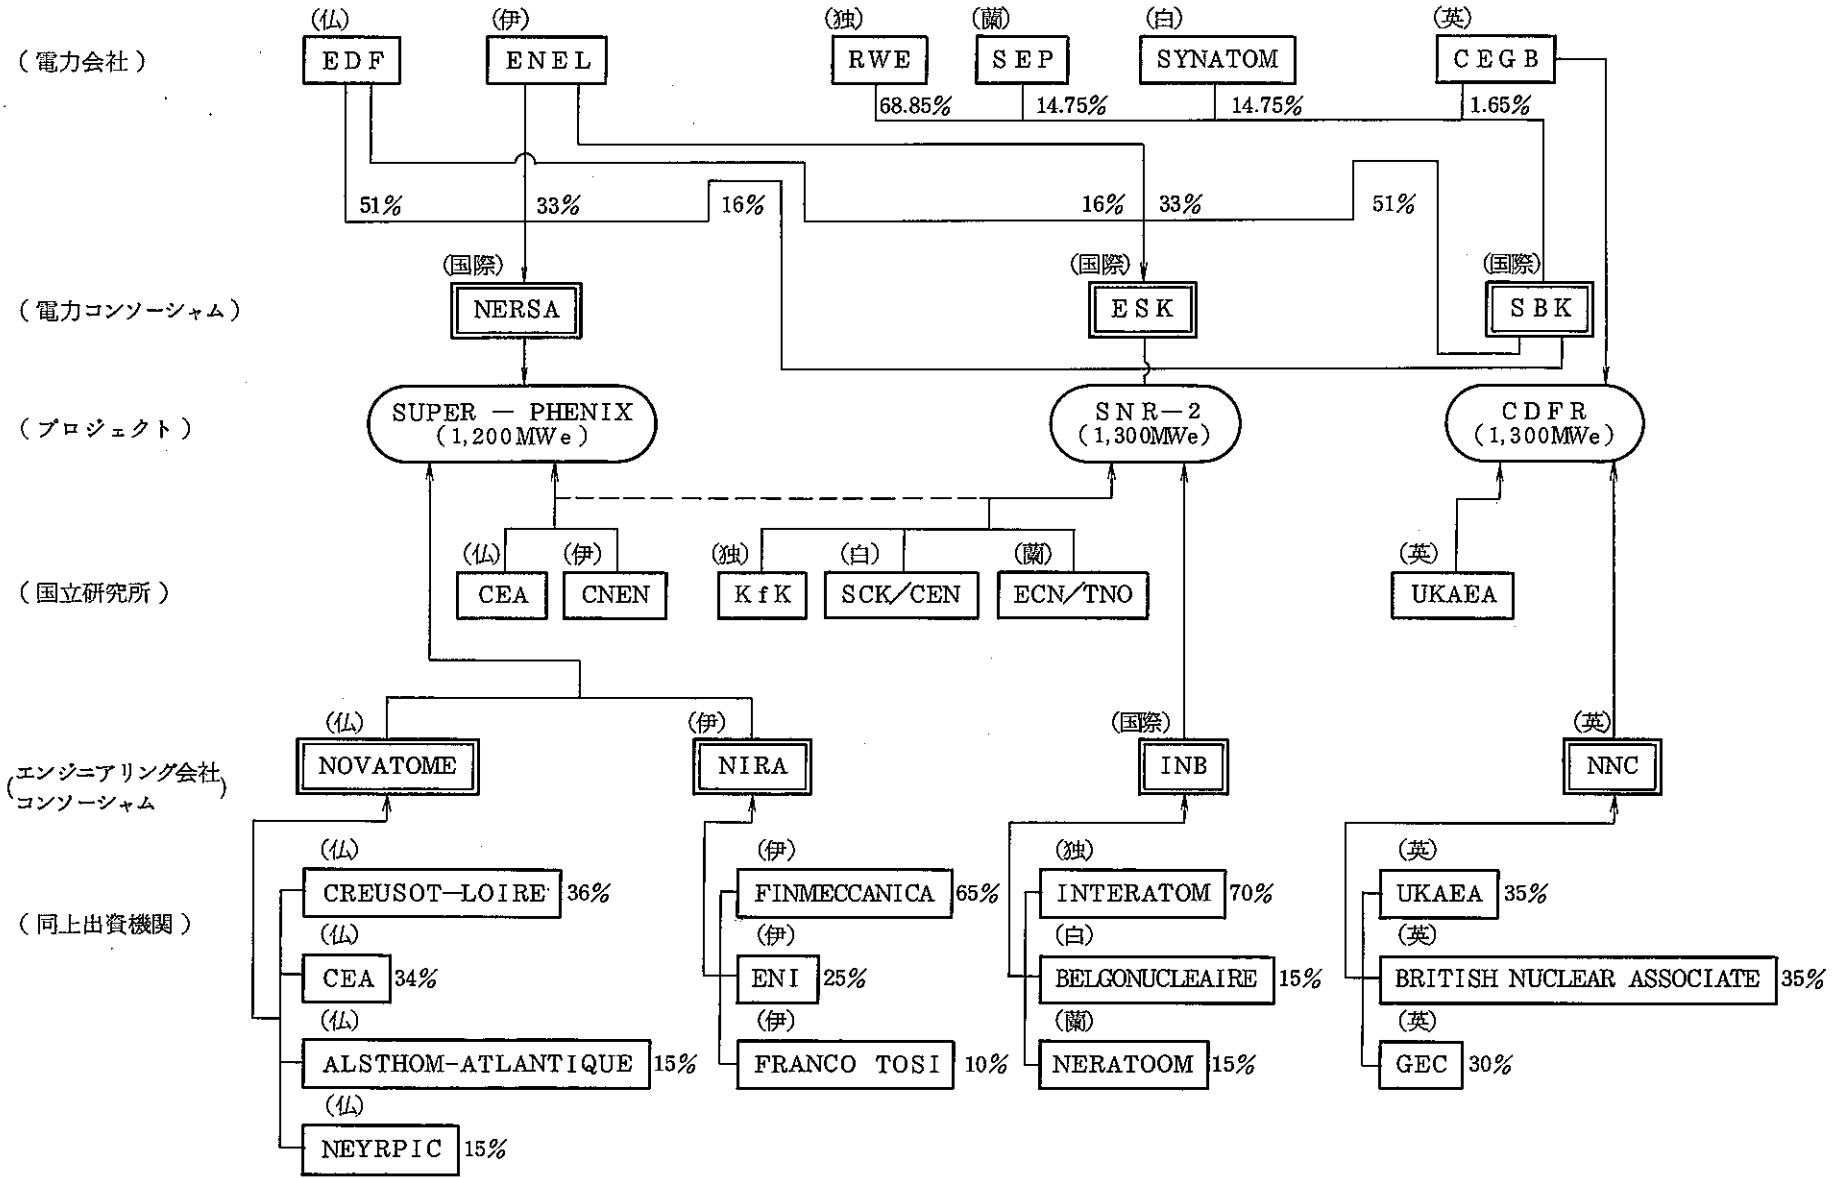 (仏) (伊) (独) (蘭) (白) (英)
(電力会社) EDF ENEL RWE SEP SYNATOM CEGB
68.85% 14.75% 14.75% 1.65%
51% 33% 16% 16% 33% 51%
(国際) (国際) (国際)
(電力コンソーシャム) NERSA ESK SBK
SUPER-PHENIX SNR-2 CDFR
(プロジェクト) (1,200MWe) (1,300MWe) (1,300MWe)
(仏) (伊) (独) (白) (蘭) (英)
(国立研究所) CEA CNEN KfK SCK/CEN ECN/TNO UKAEA
(仏) (伊) (国際) (英)
(エンジニアリング会社 NOVATOME NIRA INB NNC
コンソーシャム)
(仏) (伊) (独) (英)
CREUSOT-LOIRE 36% FINMECCANICA 65% INTERATOM 70% UKAEA 35%
(同上出資機関)
(仏) (伊) (白) (英)
CEA 34% ENI 25% BELGONUCLEAIRE 15% BRITISH NUCLEAR ASSOCIATE 35%
(仏) (伊) (蘭) (英)
ALSTHOM-ATLANTIQUE 15% FRANCO TOSI 10% NERATOOM 15% GEC 30%
(仏)
NEYRPIC 15%